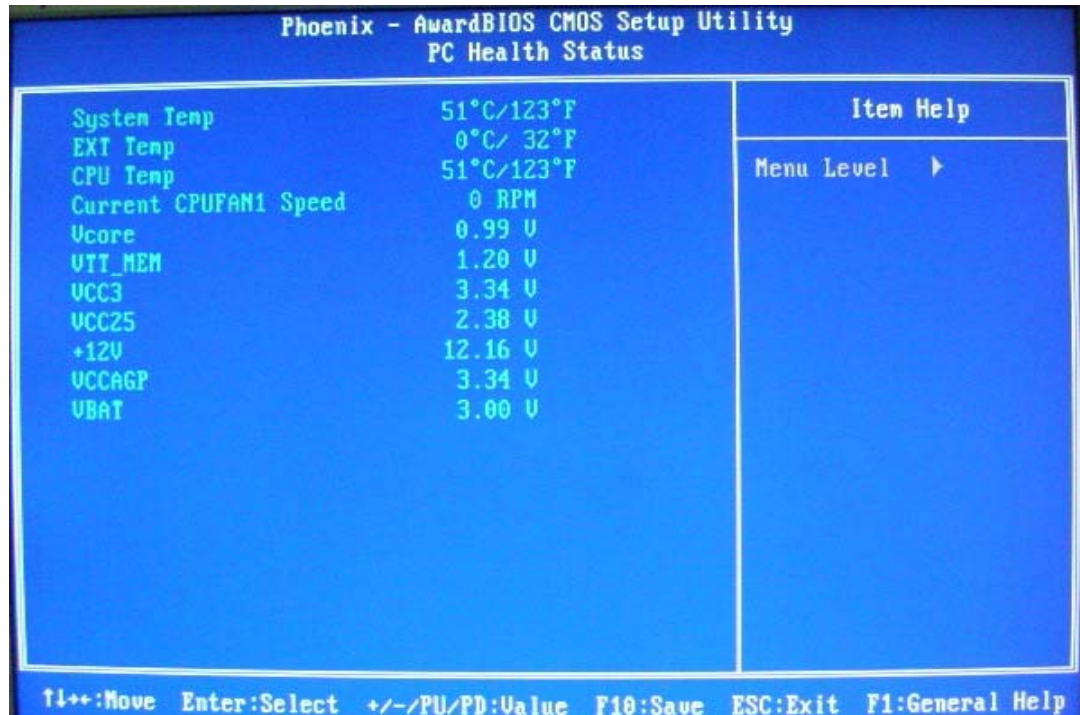 Phoenix - AwardBIOS CMOS Setup Utility
PC Health Status
System Temp 51°C/123°F
EXT Temp 0°C/ 32°F
CPU Temp 51°C/123°F
Current CPUFAN1 Speed 0 RPM
Vcore 0.99 V
VTT_MEM 1.20 V
VCC3 3.34 V
VCC25 2.38 V
+12V 12.16 V
VCCAGP 3.34 V
VBAT 3.00 V
Item Help
Menu Level ▶
↑↓→←:Move Enter:Select +/-/PU/PD:Value F10:Save ESC:Exit F1:General Help